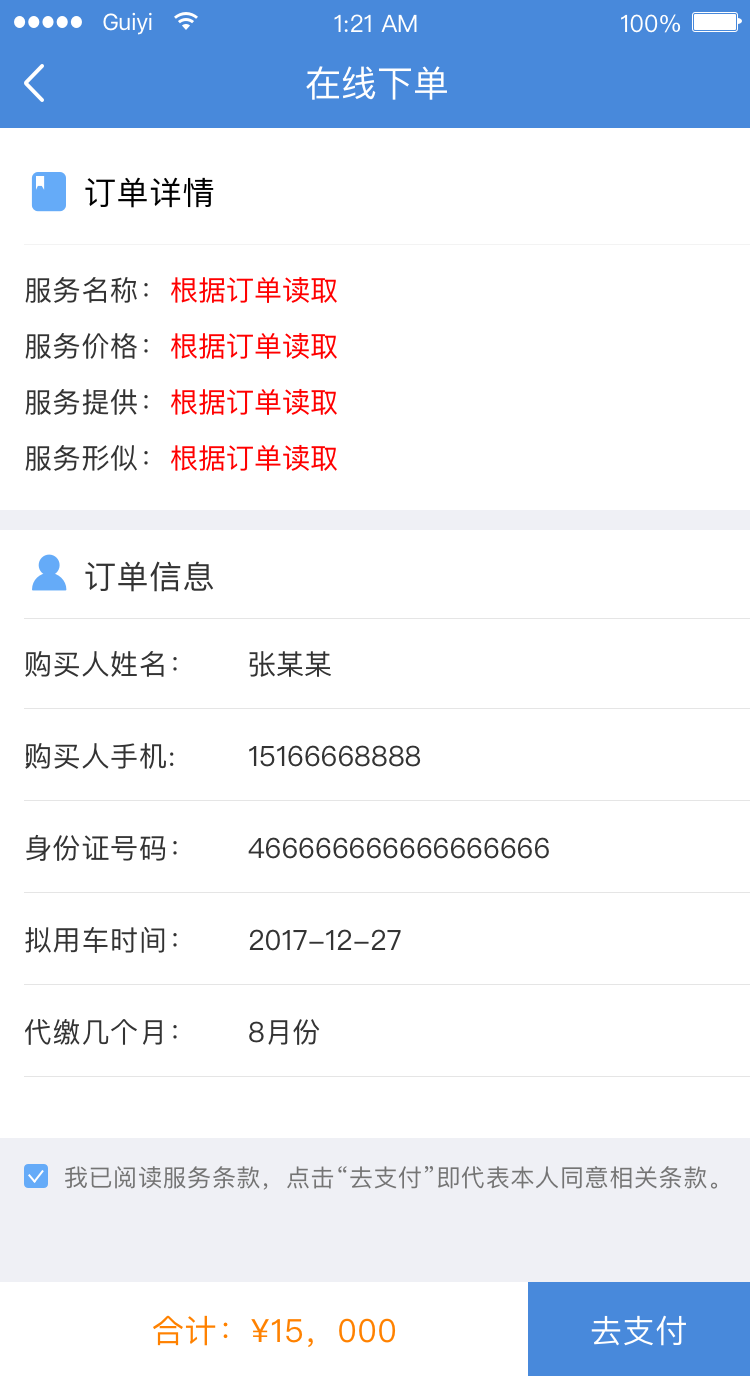 Guiyi 1:21 AM 100%
在线下单
订单详情
服务名称： 根据订单读取
服务价格： 根据订单读取
服务提供： 根据订单读取
服务形似： 根据订单读取
订单信息
购买人姓名： 张某某
购买人手机: 15166668888
身份证号码： 466666666666666666
拟用车时间： 2017-12-27
代缴几个月： 8月份
我已阅读服务条款，点击“去支付”即代表本人同意相关条款。
合计：¥15，000 去支付